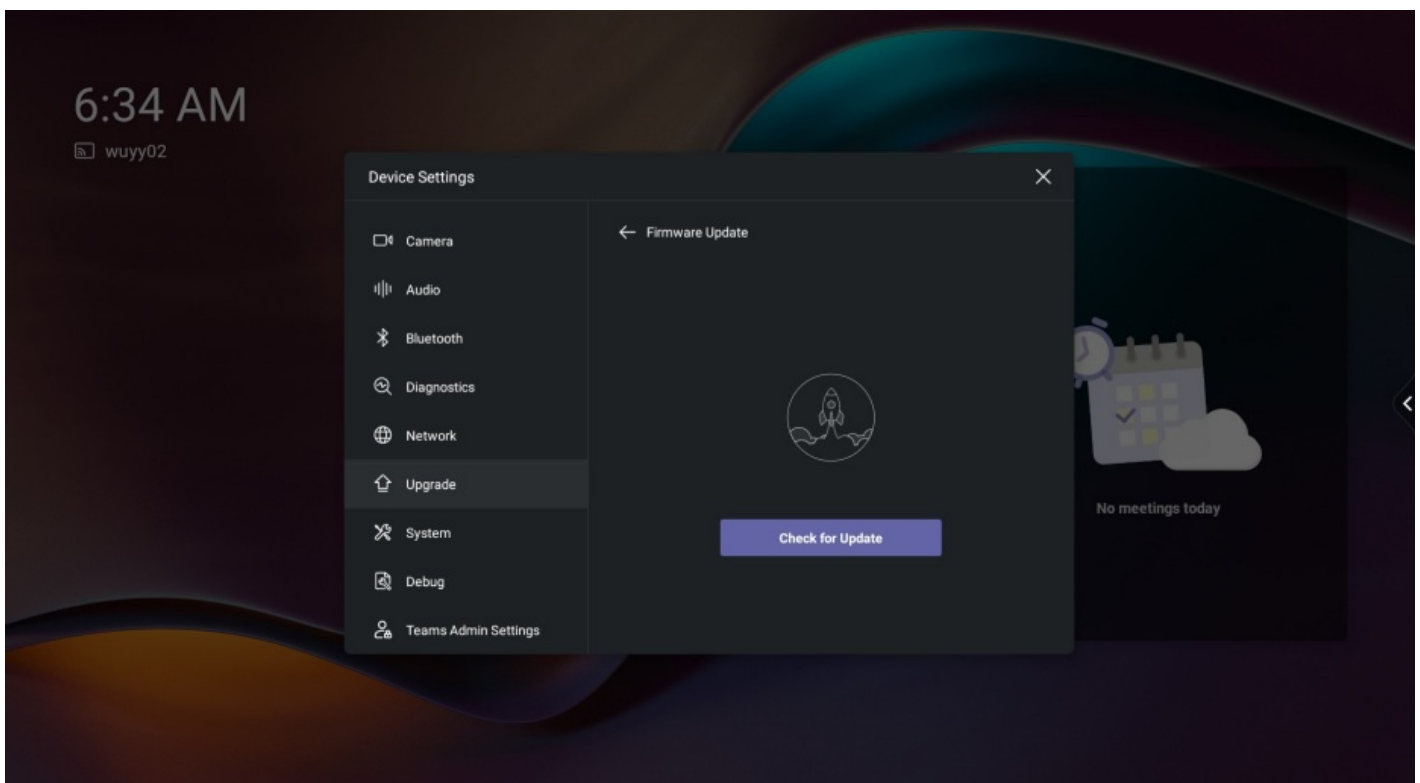 6:34 AM
wuyy02
Device Settings
Camera
Audio
Bluetooth
Diagnostics
Network
Upgrade
System
Debug
Teams Admin Settings
Firmware Update
Check for Update
No meetings today